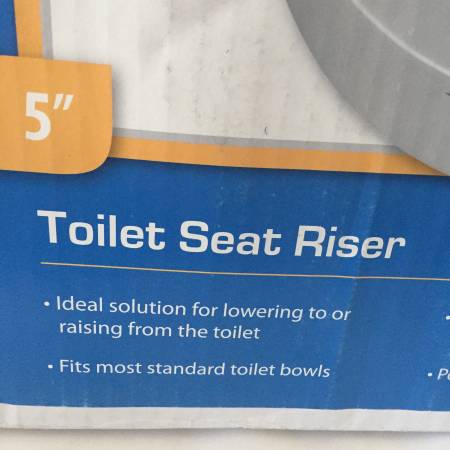 5"
Toilet Seat Riser
• Ideal solution for lowering to or
raising from the toilet
• Fits most standard toilet bowls
•
•